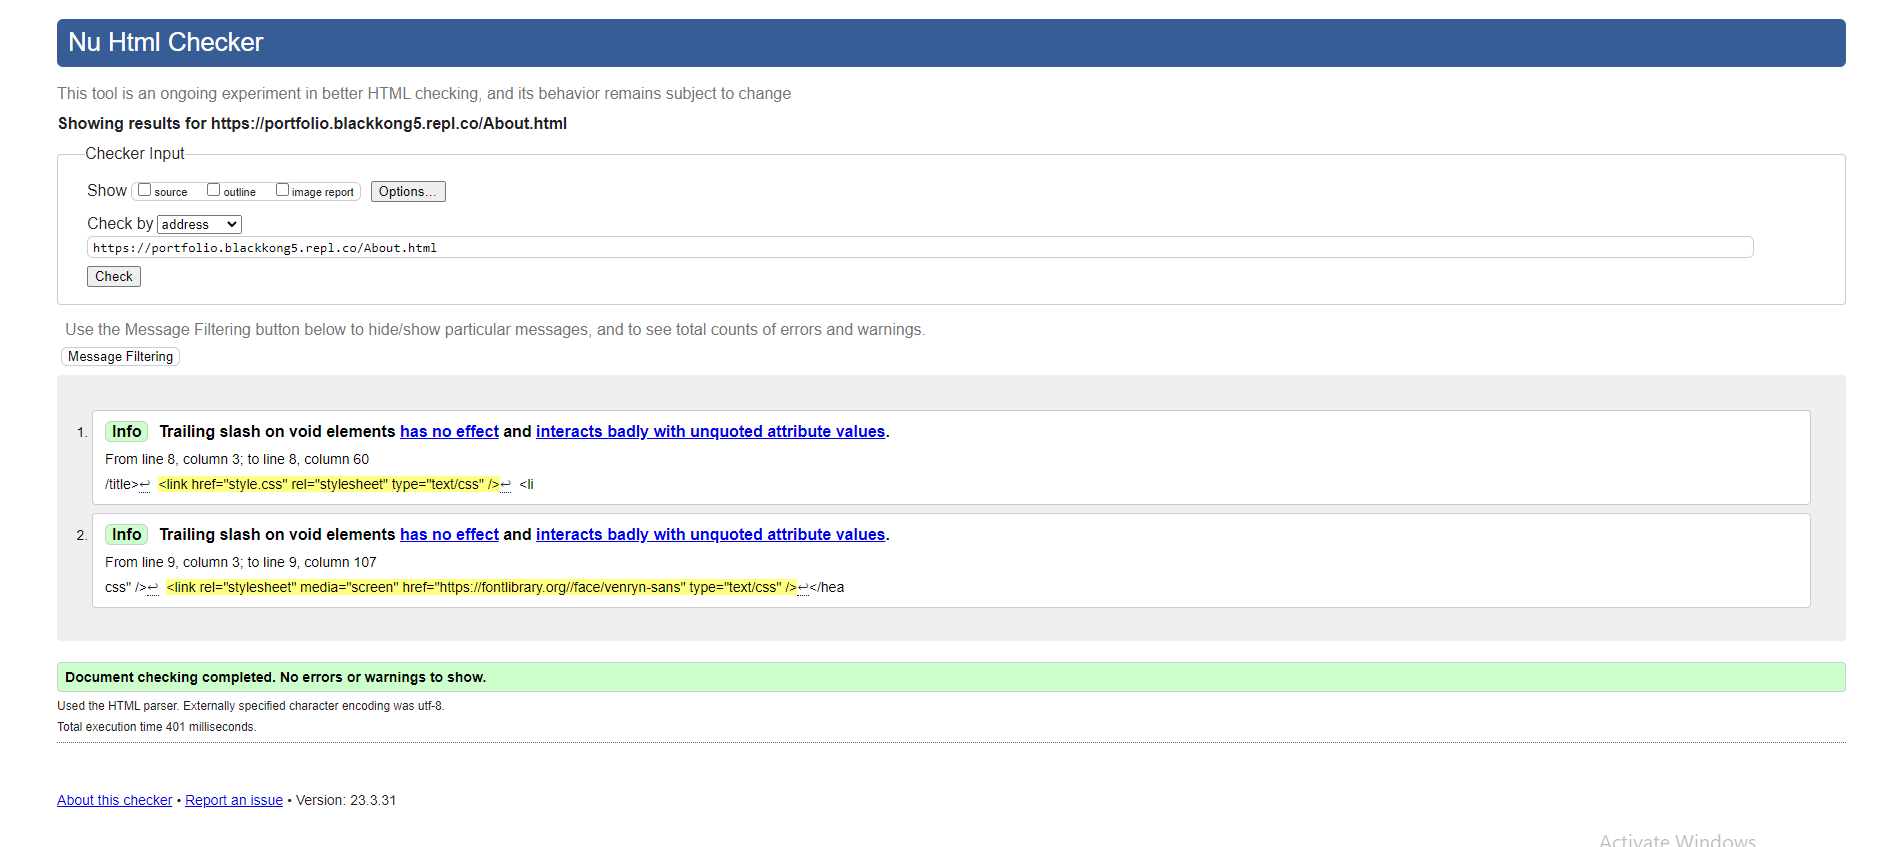 Nu Html Checker
This tool is an ongoing experiment in better HTML checking, and its behavior remains subject to change
Showing results for https://portfolio.blackkong5.repl.co/About.html
Checker Input
Show source outline image report Options...
Check by address
https://portfolio.blackkong5.repl.co/About.html
Check
Use the Message Filtering button below to hide/show particular messages, and to see total counts of errors and warnings.
Message Filtering
1. Info Trailing slash on void elements has no effect and interacts badly with unquoted attribute values.
From line 8, column 3; to line 8, column 60
/title>↩ <link href="style.css" rel="stylesheet" type="text/css" />↩ <li
2. Info Trailing slash on void elements has no effect and interacts badly with unquoted attribute values.
From line 9, column 3; to line 9, column 107
css" />↩ <link rel="stylesheet" media="screen" href="https://fontlibrary.org//face/venryn-sans" type="text/css" />↩</hea
Document checking completed. No errors or warnings to show.
Used the HTML parser. Externally specified character encoding was utf-8.
Total execution time 401 milliseconds.
About this checker • Report an issue • Version: 23.3.31
Activate Windows